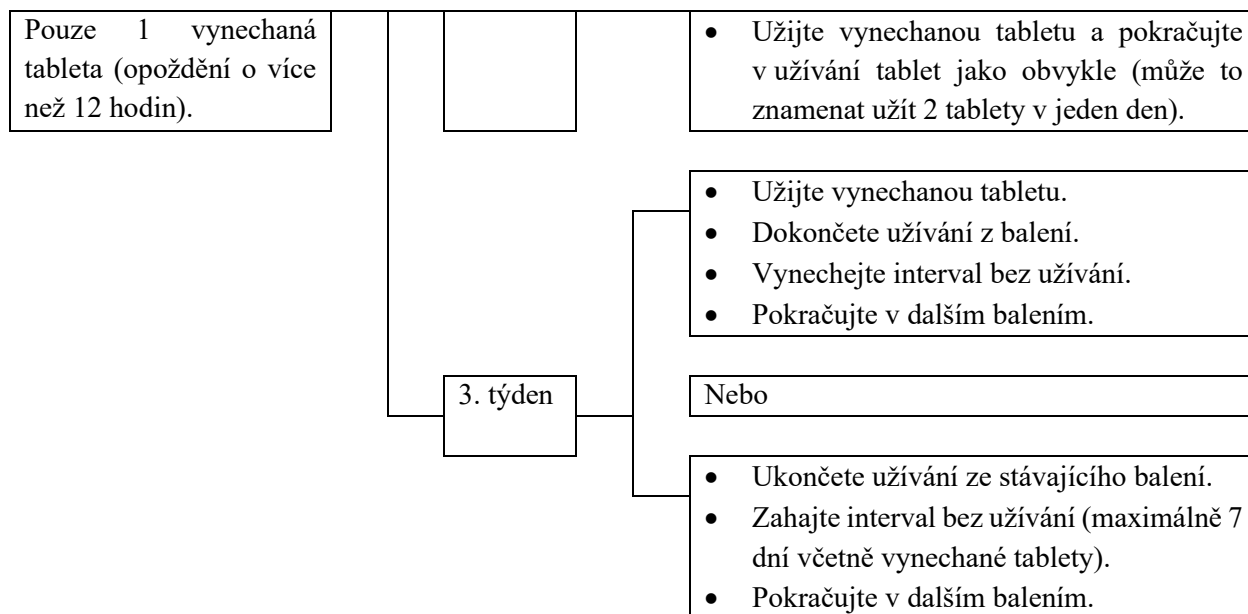 Pouze 1 vynechaná
tableta (opoždění o více
než 12 hodin).
• Užijte vynechanou tabletu a pokračujte
v užívání tablet jako obvykle (může to
znamenat užít 2 tablety v jeden den).
• Užijte vynechanou tabletu.
• Dokončete užívání z balení.
• Vynechejte interval bez užívání.
• Pokračujte v dalším balením.
3. týden
Nebo
• Ukončete užívání ze stávajícího balení.
• Zahajte interval bez užívání (maximálně 7
dní včetně vynechané tablety).
• Pokračujte v dalším balením.